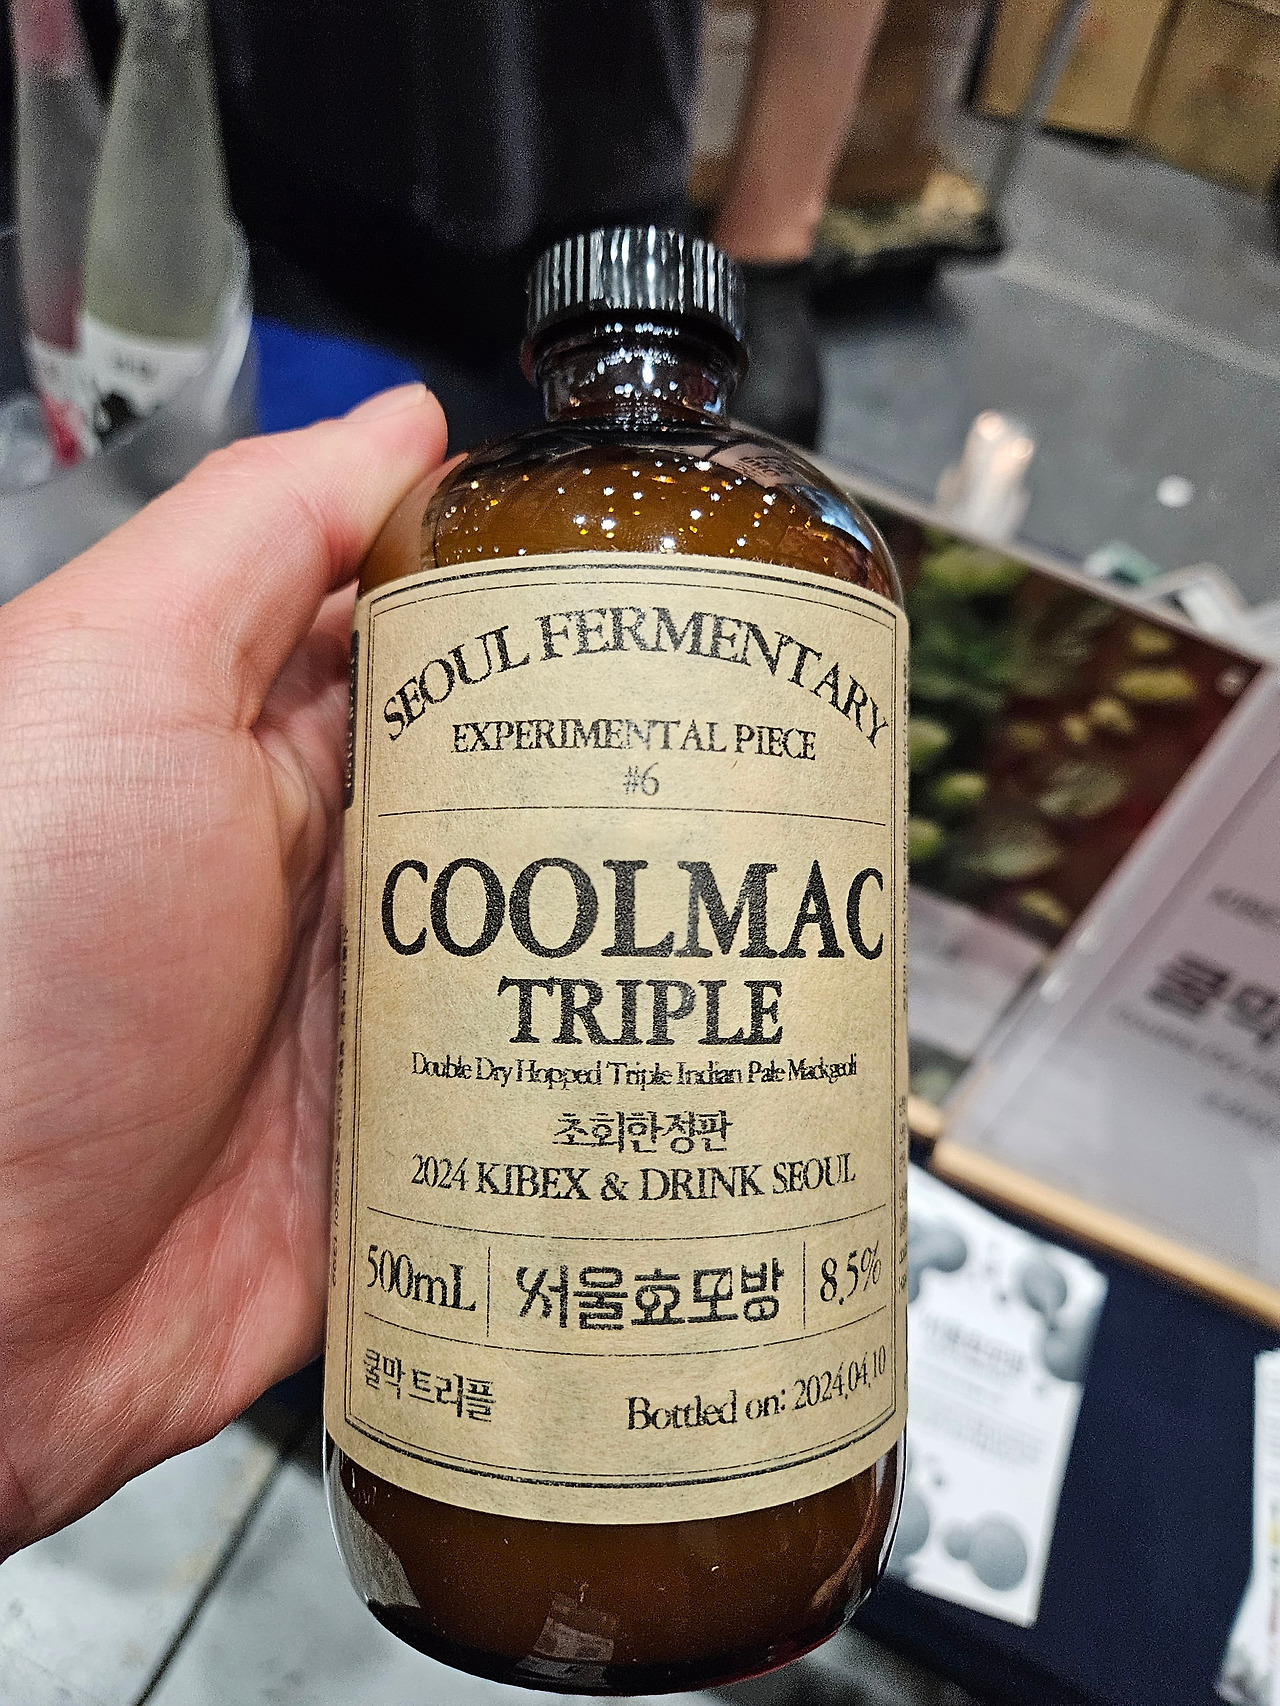 SEOUL FERMENTARY
EXPERIMENTAL PIECE
#6
COOLMAC
TRIPLE
Double Dry Hopped Triple Indian Pale Mackgeoli
초회한정판
2024 KIBEX & DRINK SEOUL
500mL
서울효모방
8.5%
쿨막 트리플
Bottled on: 2024.04.10